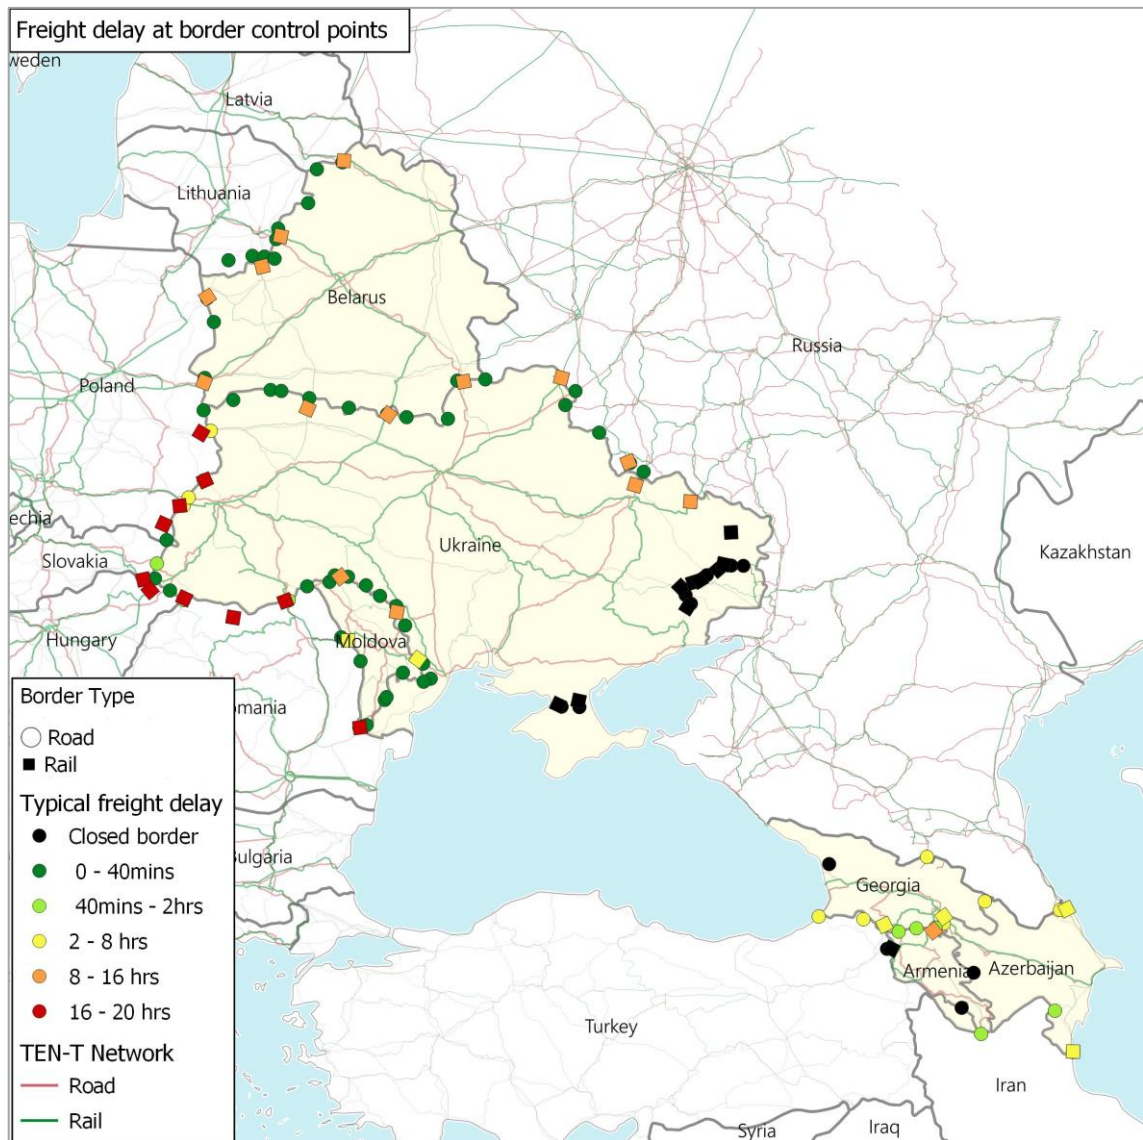 Freight delay at border control points
weden
Latvia
Lithuania
Belarus
Russia
Poland
echia
Slovakia
Ukraine
Kazakhstan
Hungary
Moldova
omania
Bulgaria
Border Type
Road
Rail
Typical freight delay
Closed border
0 - 40mins
40mins - 2hrs
2 - 8 hrs
8 - 16 hrs
16 - 20 hrs
TEN-T Network
Road
Rail
Georgia
Armenia
Azerbaijan
Turkey
Iran
Iraq
Syria